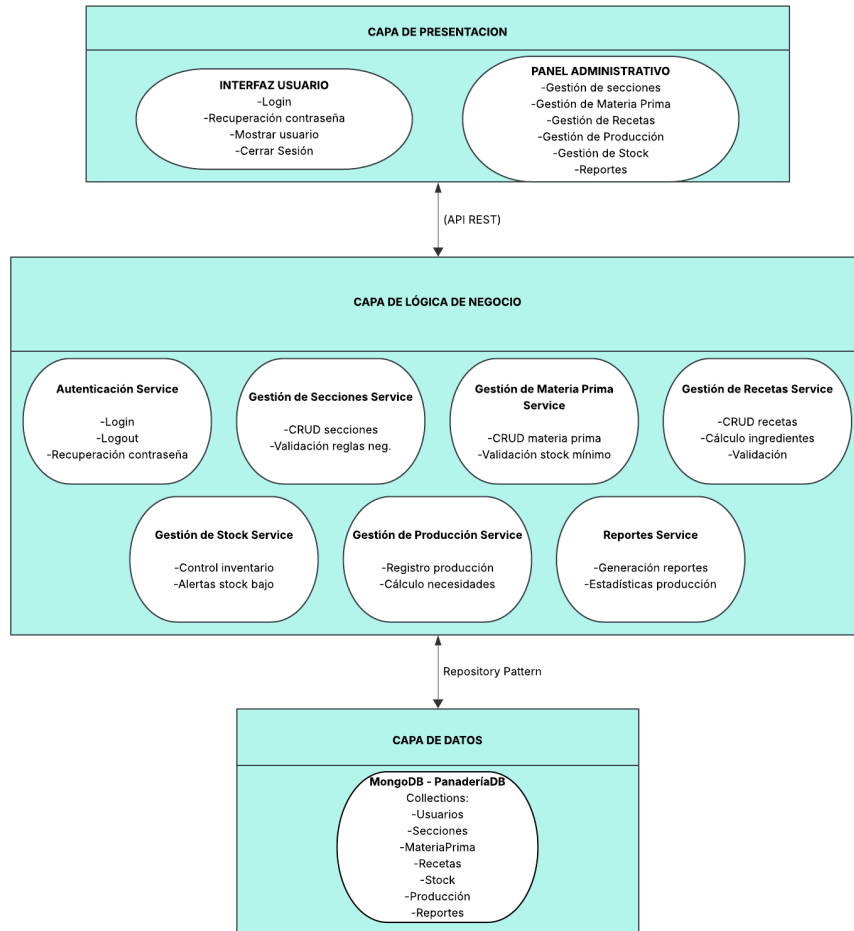 CAPA DE PRESENTACION
INTERFAZ USUARIO
-Login
-Recuperación contraseña
-Mostrar usuario
-Cerrar Sesión
PANEL ADMINISTRATIVO
-Gestión de secciones
-Gestión de Materia Prima
-Gestión de Recetas
-Gestión de Producción
-Gestión de Stock
-Reportes
(API REST)
CAPA DE LÓGICA DE NEGOCIO
Autenticación Service
-Login
-Logout
-Recuperación contraseña
Gestión de Secciones Service
-CRUD secciones
-Validación reglas neg.
Gestión de Materia Prima
Service
-CRUD materia prima
-Validación stock mínimo
Gestión de Recetas Service
-CRUD recetas
-Cálculo ingredientes
-Validación
Gestión de Stock Service
-Control inventario
-Alertas stock bajo
Gestión de Producción Service
-Registro producción
-Cálculo necesidades
Reportes Service
-Generación reportes
-Estadísticas producción
Repository Pattern
CAPA DE DATOS
MongoDB - PanaderíaDB
Collections:
-Usuarios
-Secciones
-MateriaPrima
-Recetas
-Stock
-Producción
-Reportes